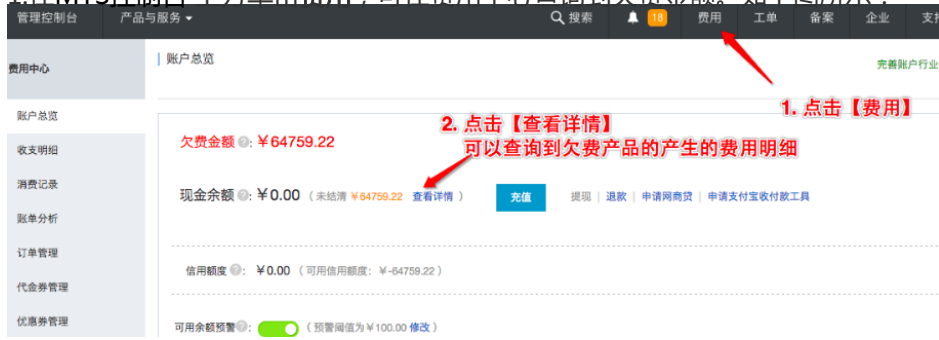 管理控制台 产品与服务 搜索 18 费用 工单 备案 企业
费用中心
账户总览
完善账户行业
账户总览
收支明细
消费记录
账单分析
订单管理
代金券管理
优惠券管理
1. 点击【费用】
2. 点击【查看详情】
可以查询到欠费产品的产生的费用明细
欠费金额 : ￥64759.22
现金余额 : ￥0.00 ( 未结清 ￥64759.22 查看详情 ) 充值 提现 | 退款 | 申请网商贷 | 申请支付宝收付款工具
信用额度 : ￥0.00 ( 可用信用额度: ￥-64759.22 )
可用余额预警 : ( 预警阈值为￥100.00 修改 )